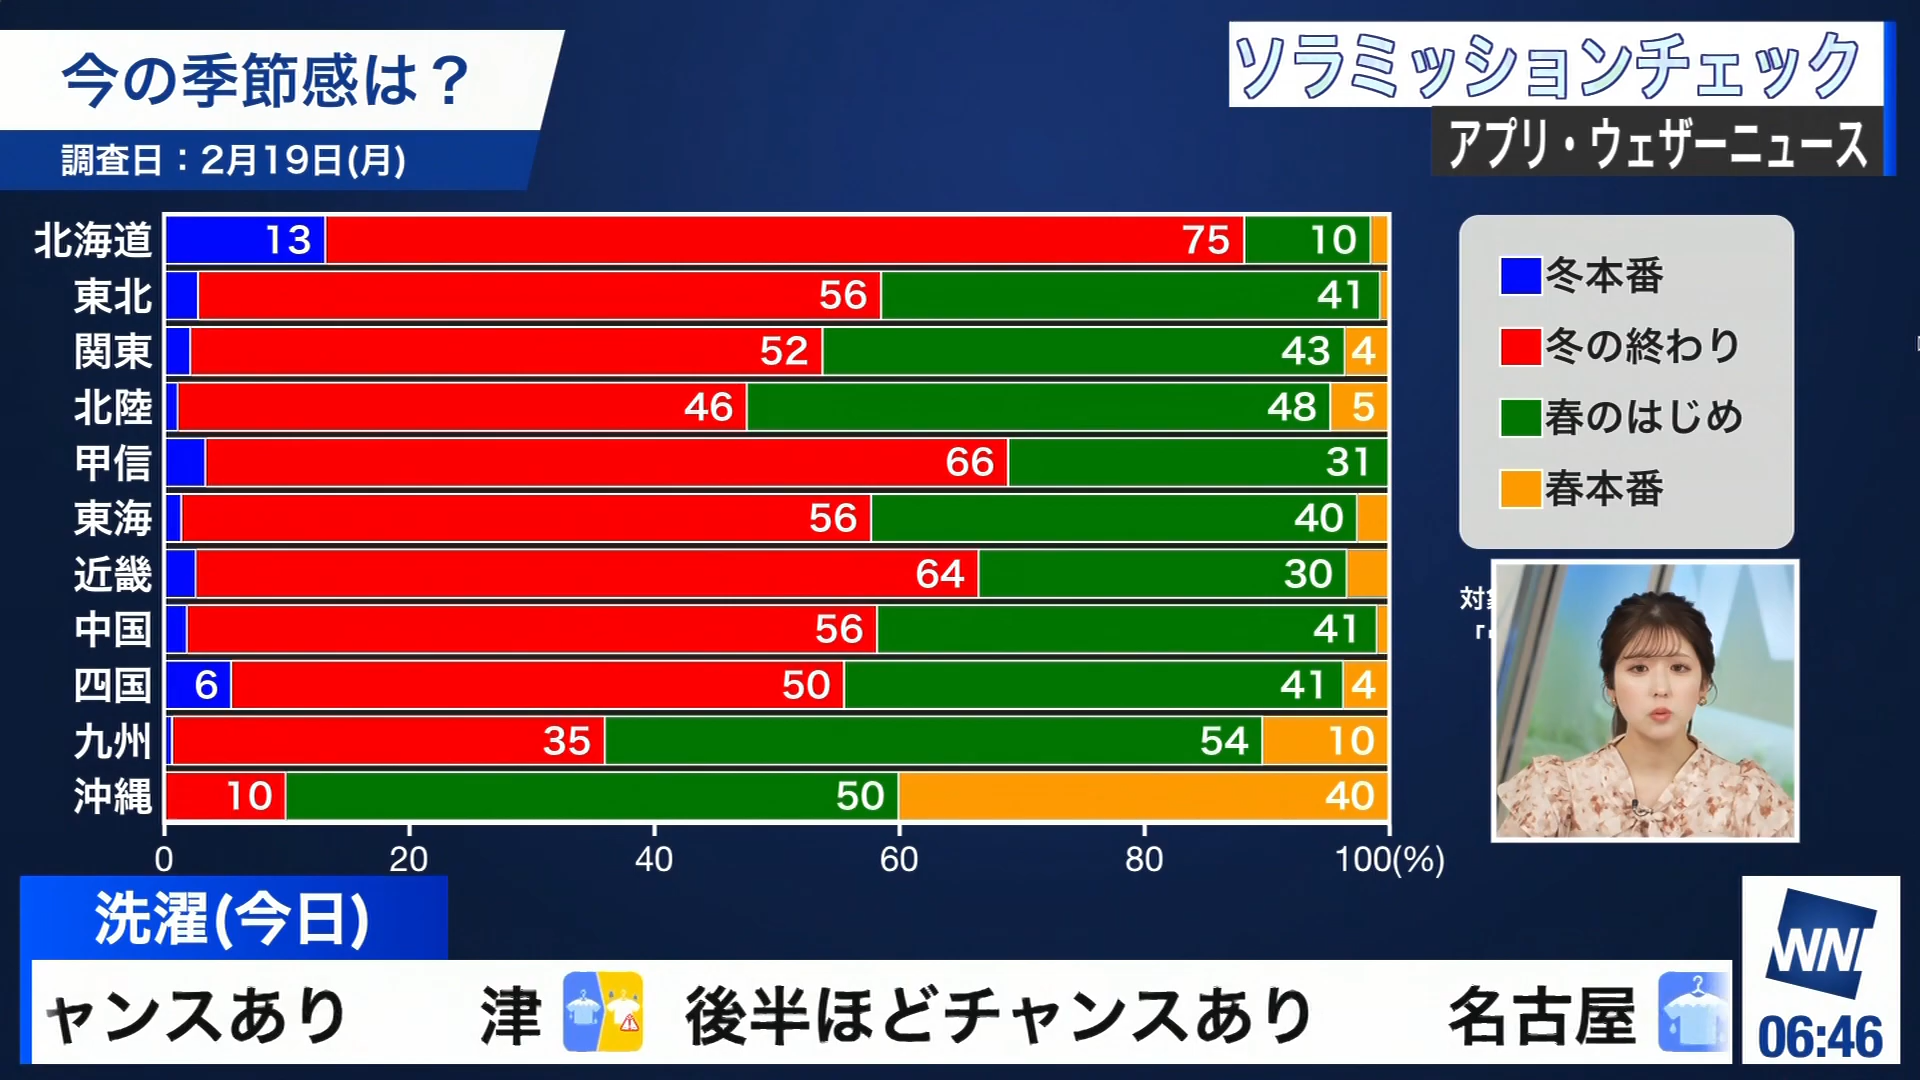 今の季節感は？
調査日：2月19日(月)
ソラミッションチェック
アプリ・ウェザーニュース
北海道 13 75 10
東北 56 41
関東 52 43 4
北陸 46 48 5
甲信 66 31
東海 56 40
近畿 64 30
中国 56 41
四国 6 50 41 4
九州 35 54 10
沖縄 10 50 40
0 20 40 60 80 100(%)
冬本番
冬の終わり
春のはじめ
春本番
洗濯(今日)
ャンスあり 津 後半ほどチャンスあり 名古屋
WNI
06:46